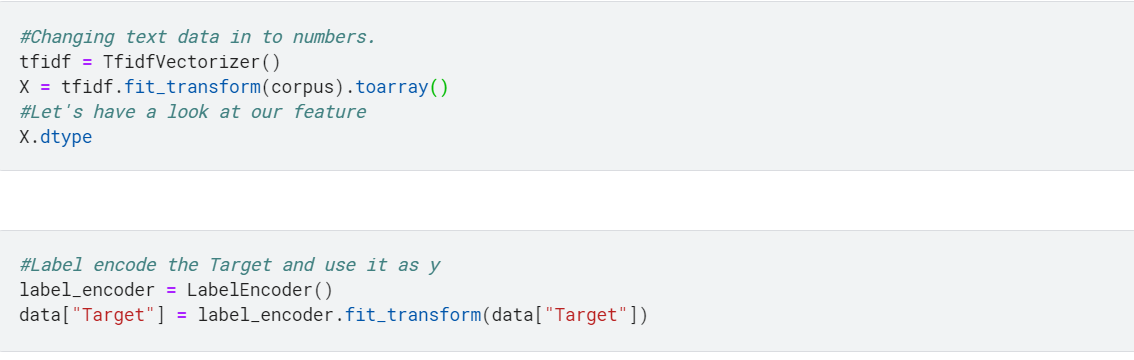 #Changing text data in to numbers.
tfidf = TfidfVectorizer()
X = tfidf.fit_transform(corpus).toarray()
#Let's have a look at our feature
X.dtype
#Label encode the Target and use it as y
label_encoder = LabelEncoder()
data["Target"] = label_encoder.fit_transform(data["Target"])